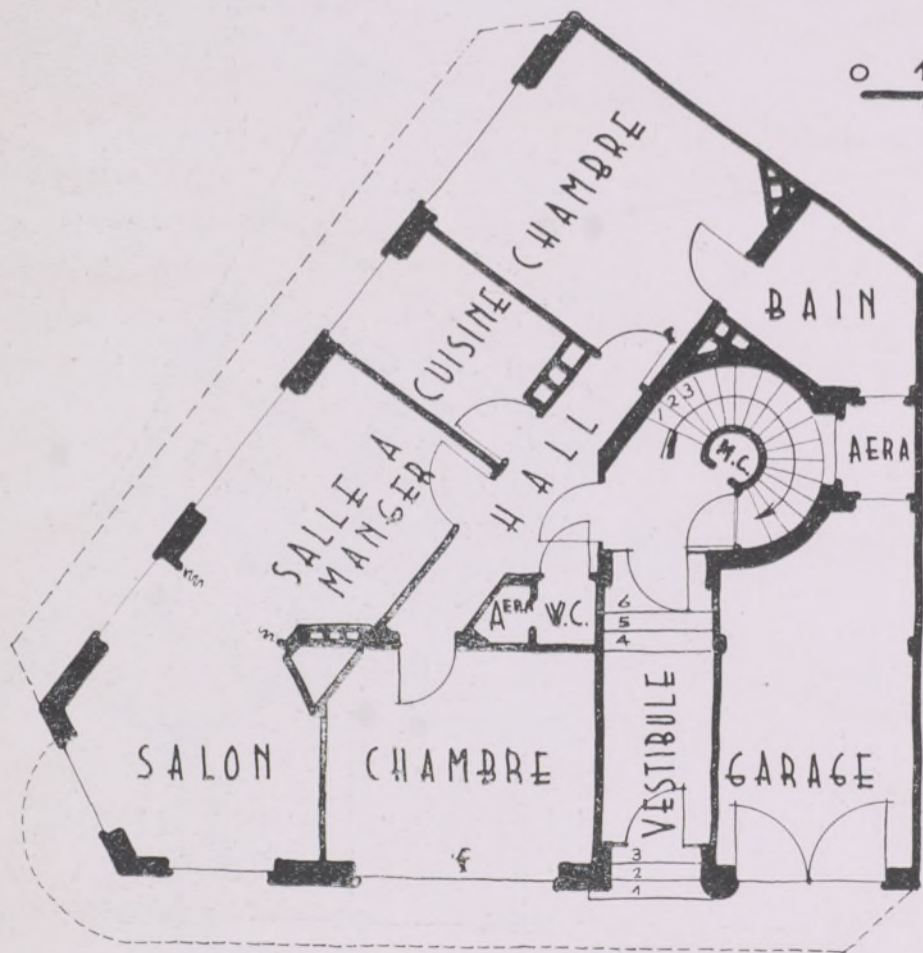 0 1
CHAMBRE
BAIN
CUISINE
1 2 3
M.C.
AERA
HALL
SALLE A
MANGER
AERA W.C.
6
5
4
SALON
CHAMBRE
VESTIBULE
GARAGE
3
2
1